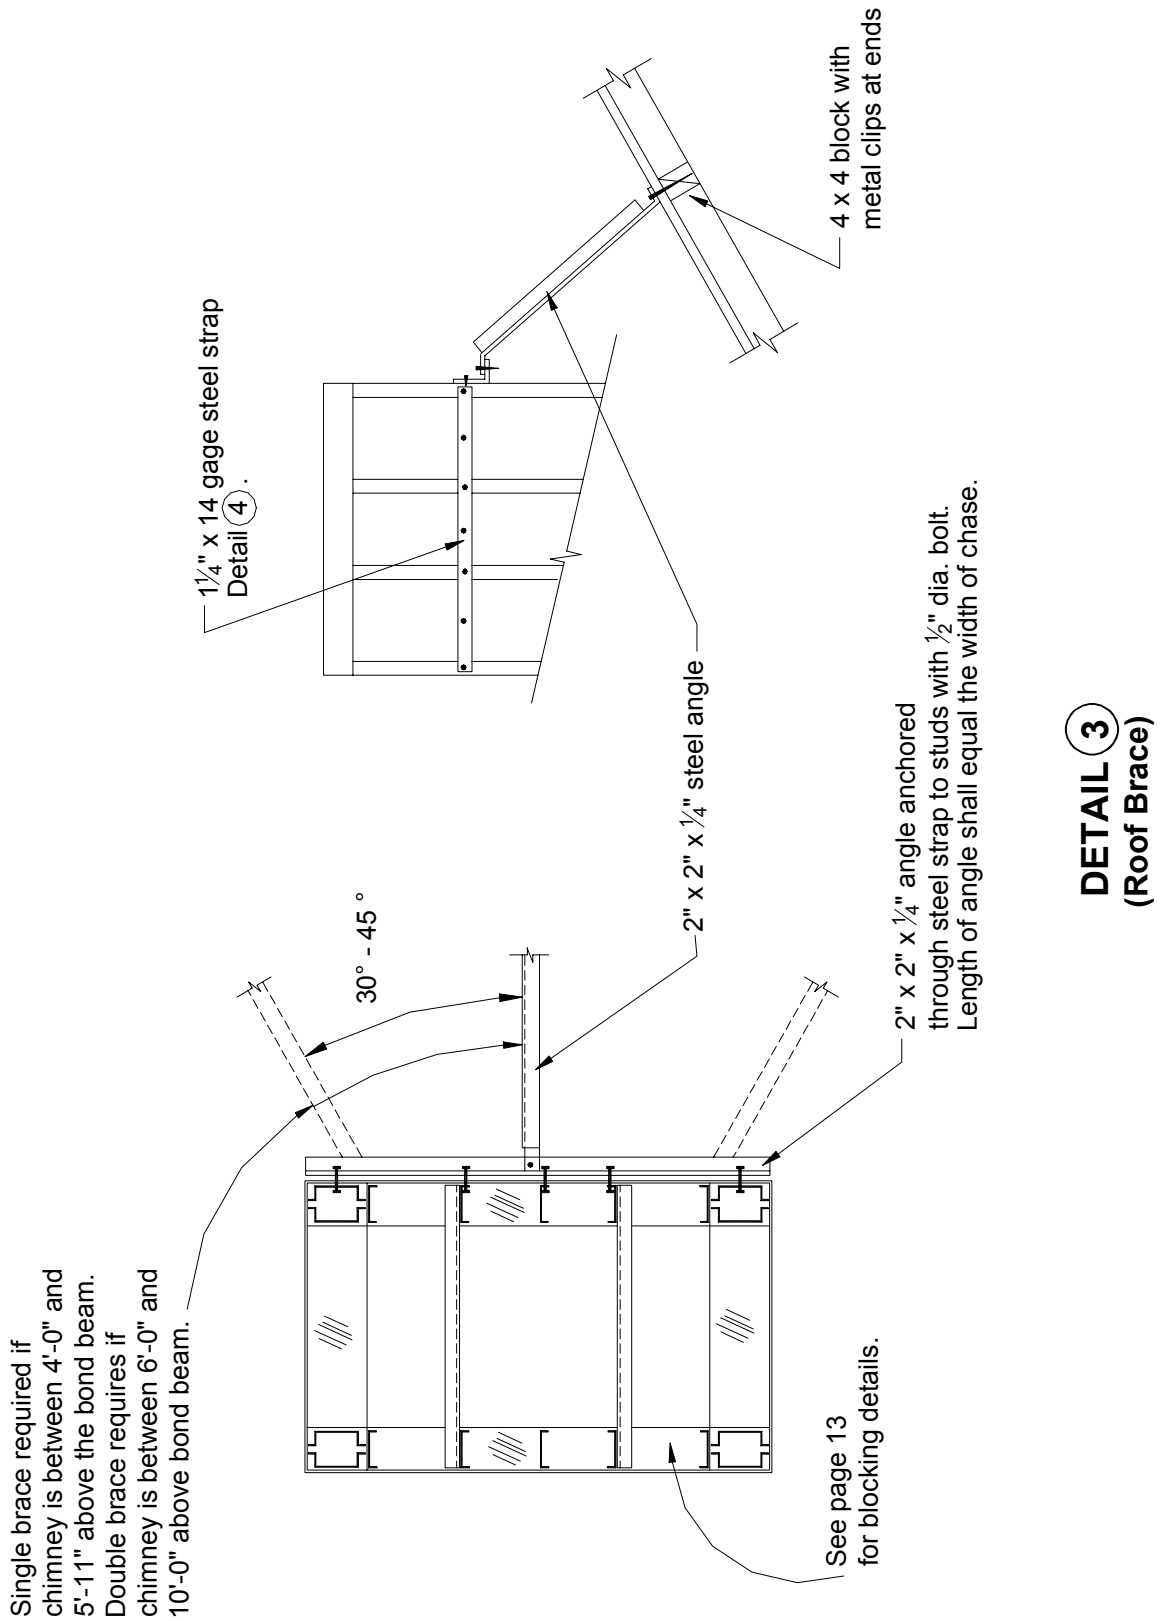 Single brace required if
chimney is between 4'-0" and
5'-11" above the bond beam.
Double brace requires if
chimney is between 6'-0" and
10'-0" above bond beam.
1¼" x 14 gage steel strap
Detail 4 .
30° - 45 °
2" x 2" x ¼" steel angle
4 x 4 block with
metal clips at ends
See page 13
for blocking details.
2" x 2" x ¼" angle anchored
through steel strap to studs with ½" dia. bolt.
Length of angle shall equal the width of chase.
DETAIL 3
(Roof Brace)